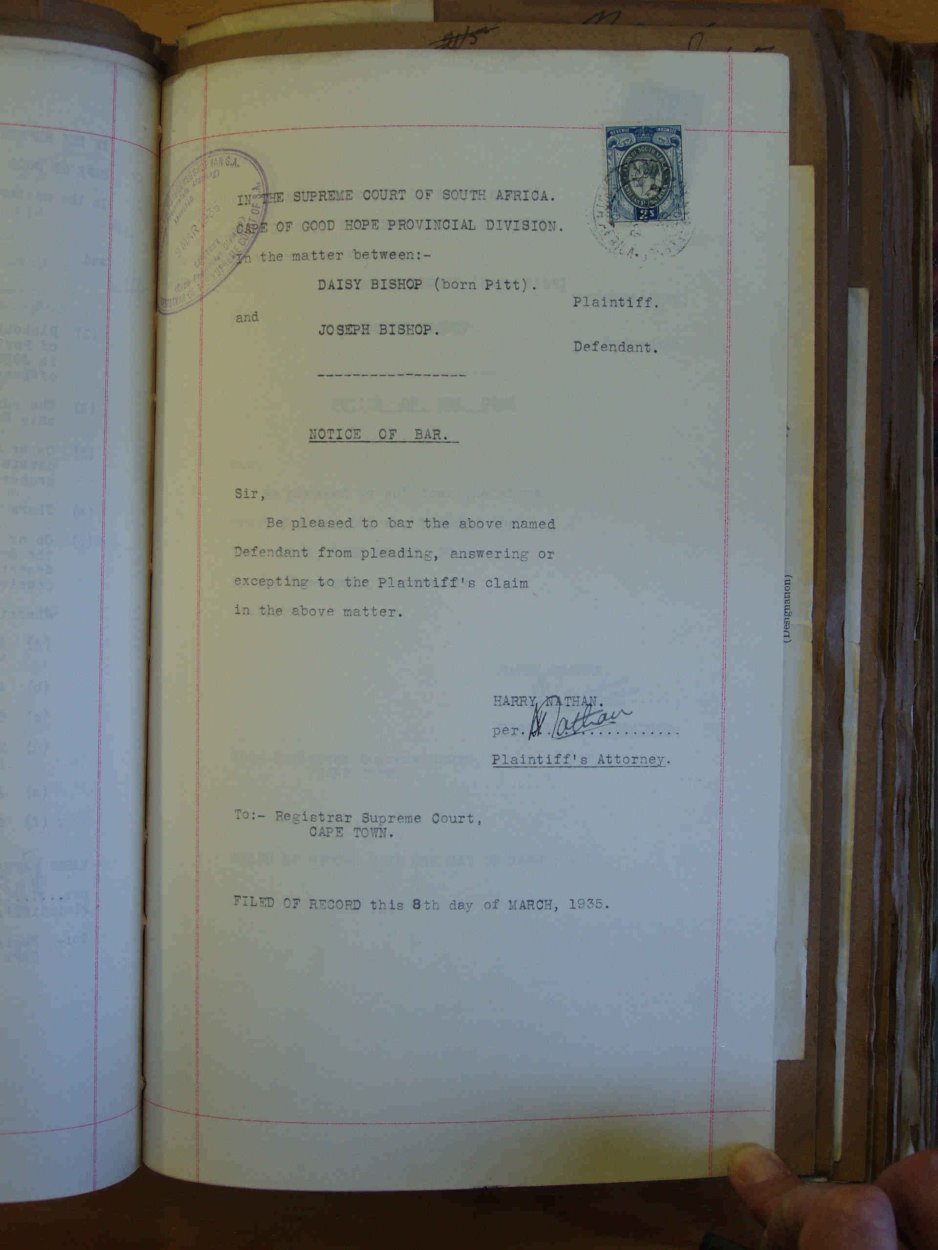 IN THE SUPREME COURT OF SOUTH AFRICA.
CAPE OF GOOD HOPE PROVINCIAL DIVISION.
In the matter between:-
DAISY BISHOP (born Pitt).
Plaintiff.
and
JOSEPH BISHOP.
Defendant.
-----------------
NOTICE OF BAR.
Sir,
Be pleased to bar the above named
Defendant from pleading, answering or
excepting to the Plaintiff's claim
in the above matter.
HARRY NATHAN.
per. H. Nathan
Plaintiff's Attorney.
To:- Registrar Supreme Court,
CAPE TOWN.
FILED OF RECORD this 8th day of MARCH, 1935.
(Designation)